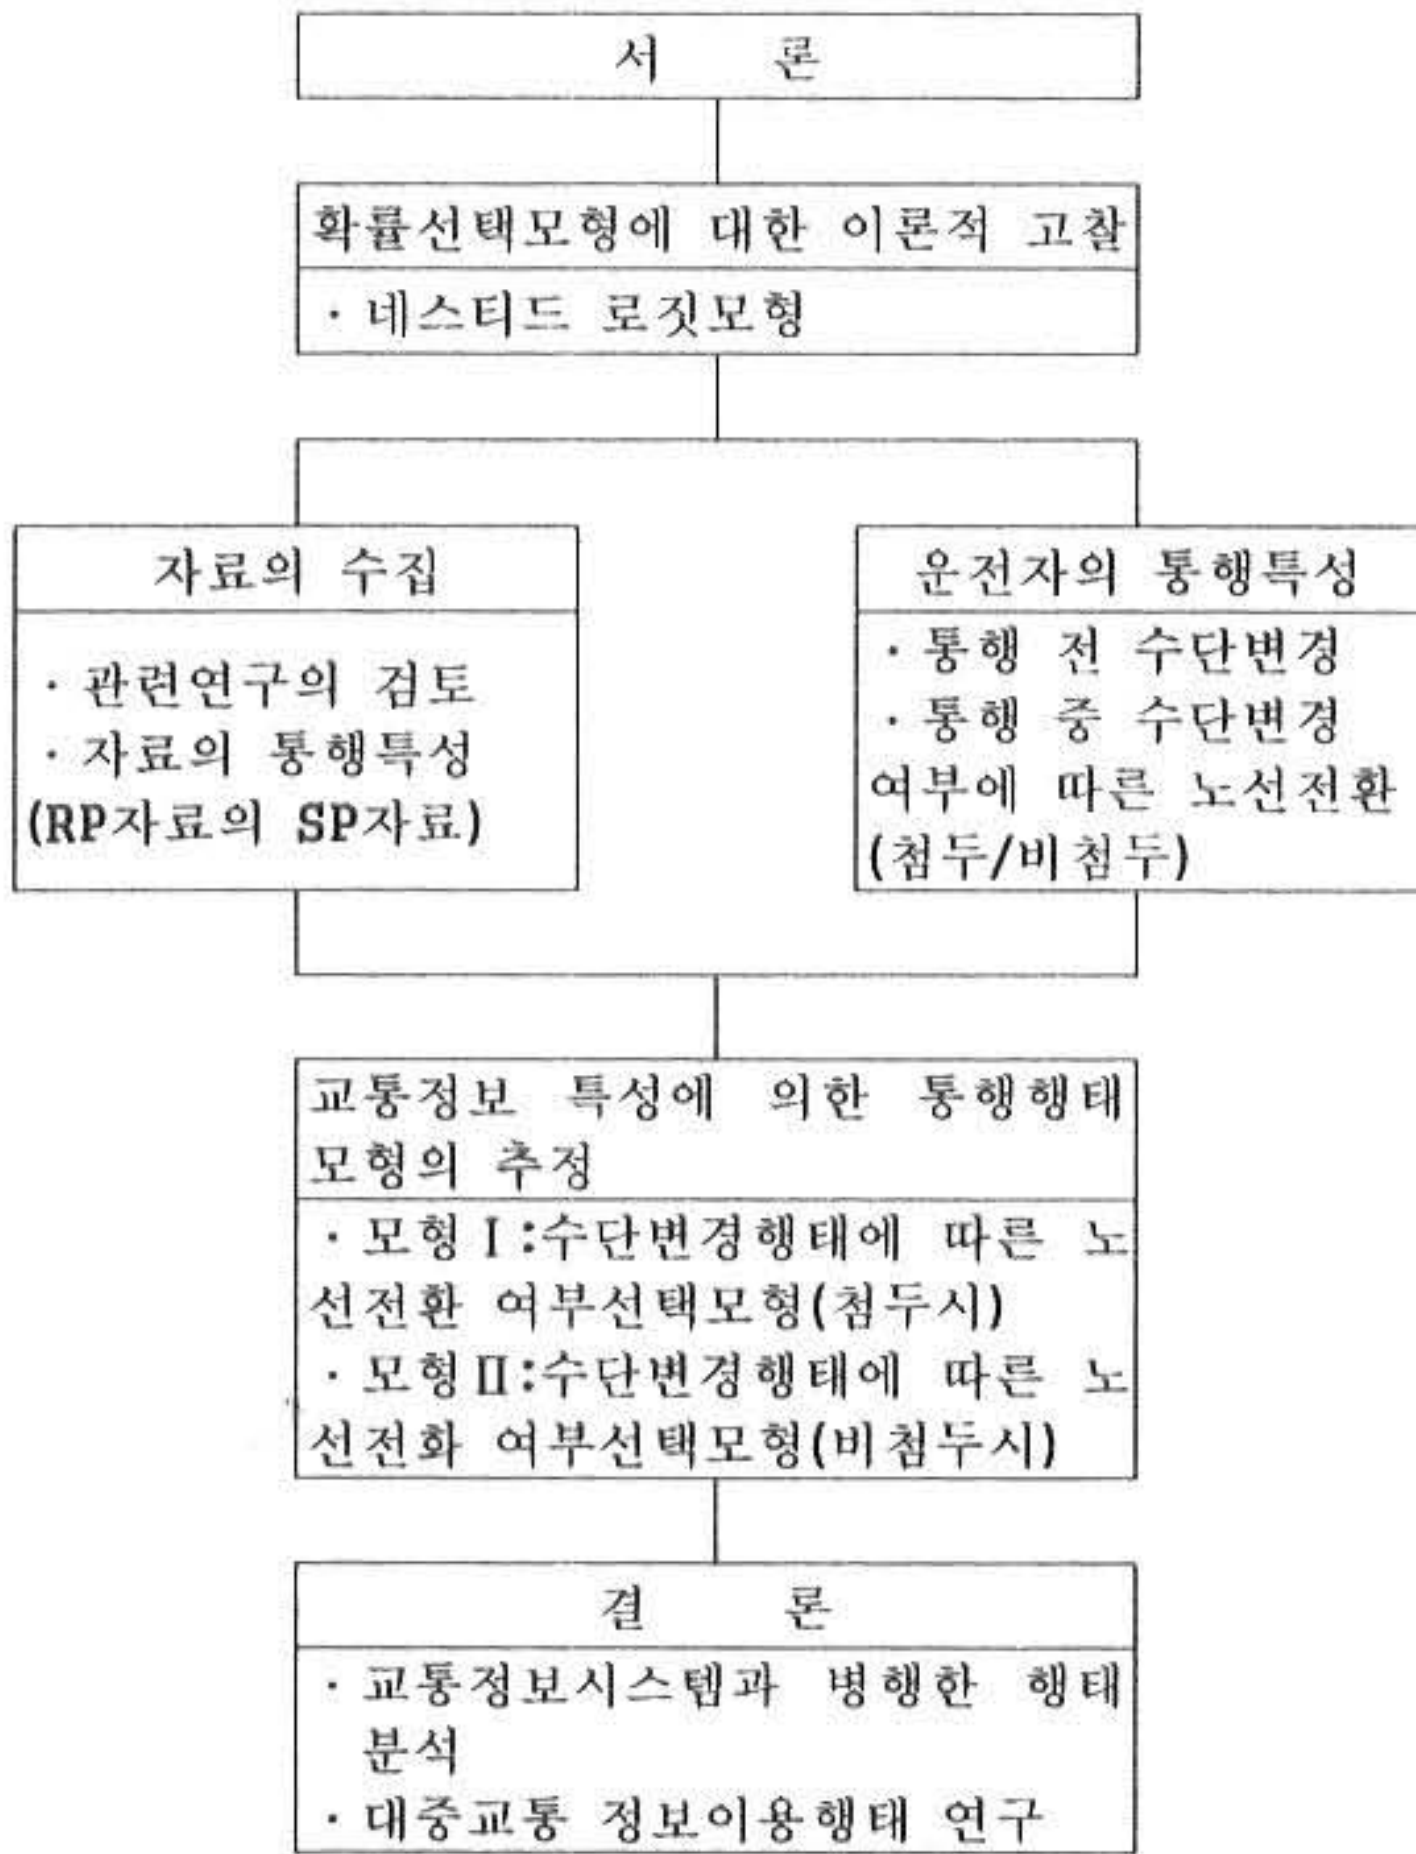 서 론
확률선택모형에 대한 이론적 고찰
· 네스티드 로짓모형
자료의 수집
· 관련연구의 검토
· 자료의 통행특성
(RP자료의 SP자료)
운전자의 통행특성
· 통행 전 수단변경
· 통행 중 수단변경
여부에 따른 노선전환
(첨두/비첨두)
교통정보 특성에 의한 통행행태
모형의 추정
· 모형Ⅰ:수단변경행태에 따른 노
선전환 여부선택모형(첨두시)
· 모형Ⅱ:수단변경행태에 따른 노
선전화 여부선택모형(비첨두시)
결 론
· 교통정보시스템과 병행한 행태
분석
· 대중교통 정보이용행태 연구